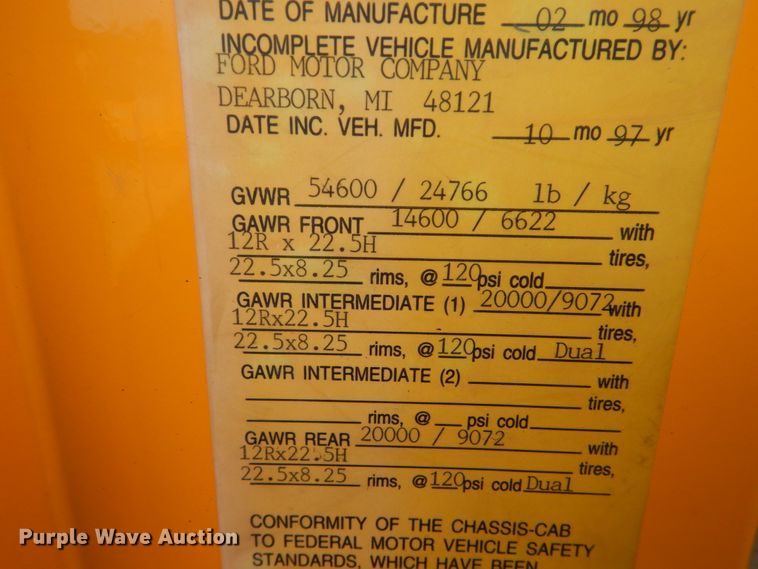 DATE OF MANUFACTURE 02 mo 98 yr
INCOMPLETE VEHICLE MANUFACTURED BY:
FORD MOTOR COMPANY
DEARBORN, MI 48121
DATE INC. VEH. MFD. 10 mo 97 yr
GVWR 54600 / 24766 lb / kg
GAWR FRONT 14600 / 6622 with
12R x 22.5H tires,
22.5x8.25 rims, @ 120 psi cold
GAWR INTERMEDIATE (1) 20000/9072 with
12Rx22.5H tires,
22.5x8.25 rims, @ 120 psi cold Dual
GAWR INTERMEDIATE (2) with
tires,
rims, @ psi cold
GAWR REAR 20000 / 9072 with
12Rx22.5H tires,
22.5x8.25 rims, @ 120 psi cold Dual
CONFORMITY OF THE CHASSIS-CAB
TO FEDERAL MOTOR VEHICLE SAFETY
STANDARDS, WHICH HAVE BEEN
Purple Wave Auction